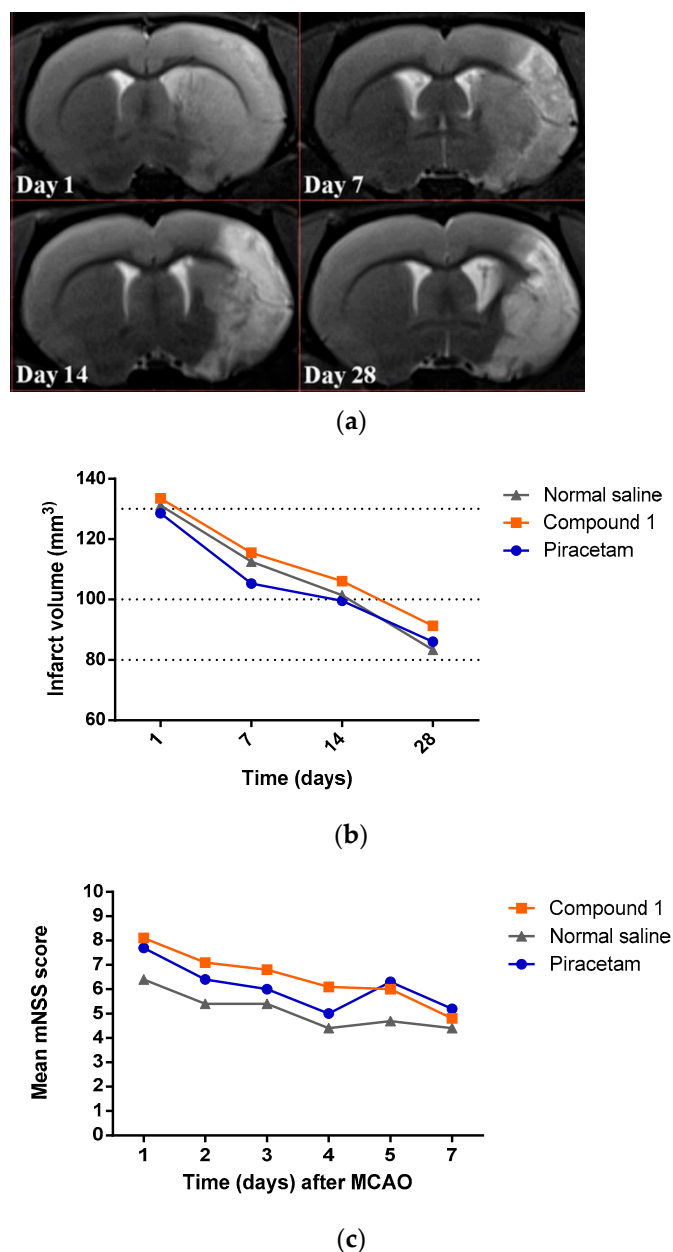 Day 1
Day 7
Day 14
Day 28
(a)
140
120
100
80
60
Infarct volume (mm³)
1
7
14
28
Time (days)
Normal saline
Compound 1
Piracetam
(b)
10
9
8
7
6
5
4
3
2
1
0
Mean mNSS score
1
2
3
4
5
7
Time (days) after MCAO
Compound 1
Normal saline
Piracetam
(c)